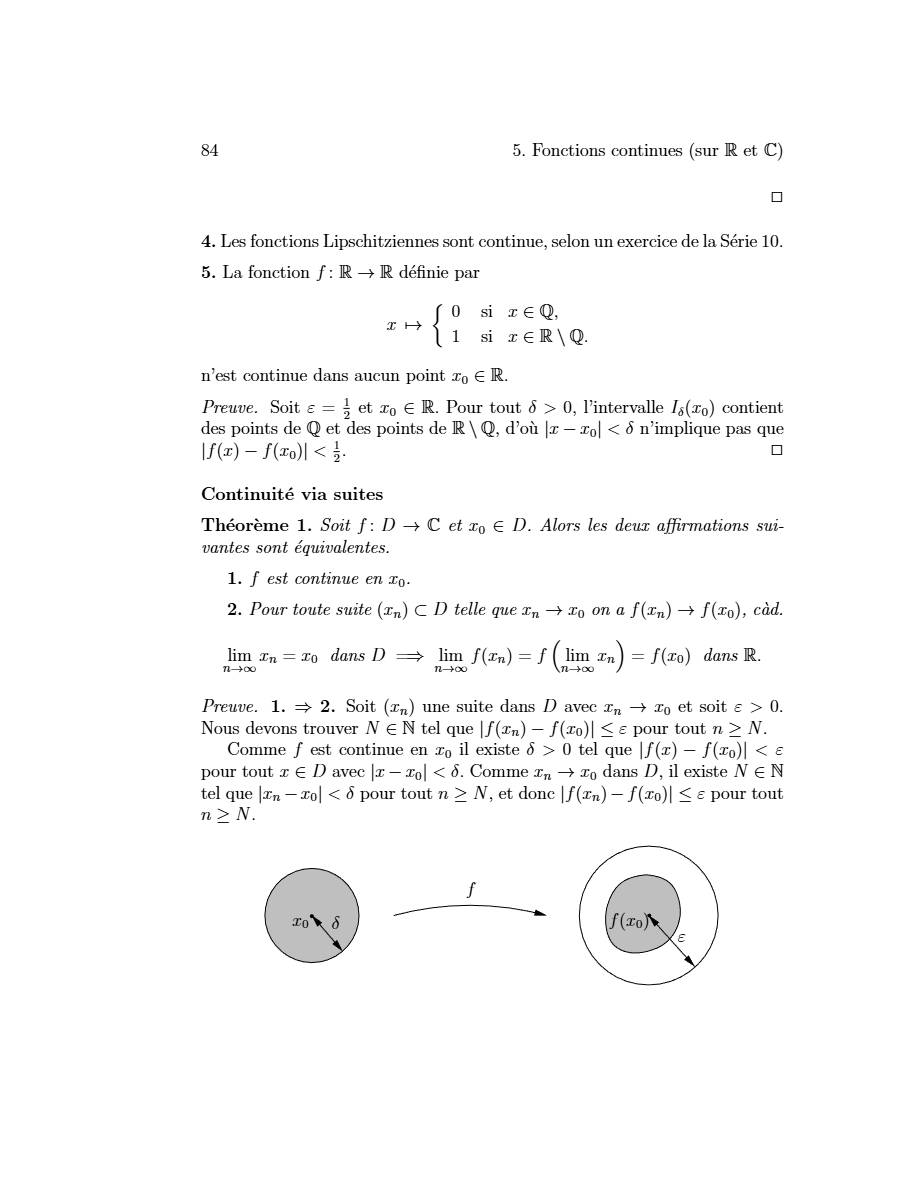 84 5. Fonctions continues (sur ℝ et ℂ)
□
4. Les fonctions Lipschitziennes sont continue, selon un exercice de la Série 10.
5. La fonction f : ℝ → ℝ définie par
x ↦ { 0 si x ∈ ℚ,
1 si x ∈ ℝ \ ℚ.
n'est continue dans aucun point x₀ ∈ ℝ.
Preuve. Soit ε = 1/2 et x₀ ∈ ℝ. Pour tout δ > 0, l'intervalle I_δ(x₀) contient
des points de ℚ et des points de ℝ \ ℚ, d'où |x − x₀| < δ n'implique pas que
|f(x) − f(x₀)| < 1/2. □
Continuité via suites
Théorème 1. Soit f : D → ℂ et x₀ ∈ D. Alors les deux affirmations sui-
vantes sont équivalentes.
1. f est continue en x₀.
2. Pour toute suite (xₙ) ⊂ D telle que xₙ → x₀ on a f(xₙ) → f(x₀), càd.
lim_{n→∞} xₙ = x₀ dans D ⟹ lim_{n→∞} f(xₙ) = f(lim_{n→∞} xₙ) = f(x₀) dans ℝ.
Preuve. 1. ⇒ 2. Soit (xₙ) une suite dans D avec xₙ → x₀ et soit ε > 0.
Nous devons trouver N ∈ ℕ tel que |f(xₙ) − f(x₀)| ≤ ε pour tout n ≥ N.
Comme f est continue en x₀ il existe δ > 0 tel que |f(x) − f(x₀)| < ε
pour tout x ∈ D avec |x − x₀| < δ. Comme xₙ → x₀ dans D, il existe N ∈ ℕ
tel que |xₙ − x₀| < δ pour tout n ≥ N, et donc |f(xₙ) − f(x₀)| ≤ ε pour tout
n ≥ N.
f
x₀ δ f(x₀) ε